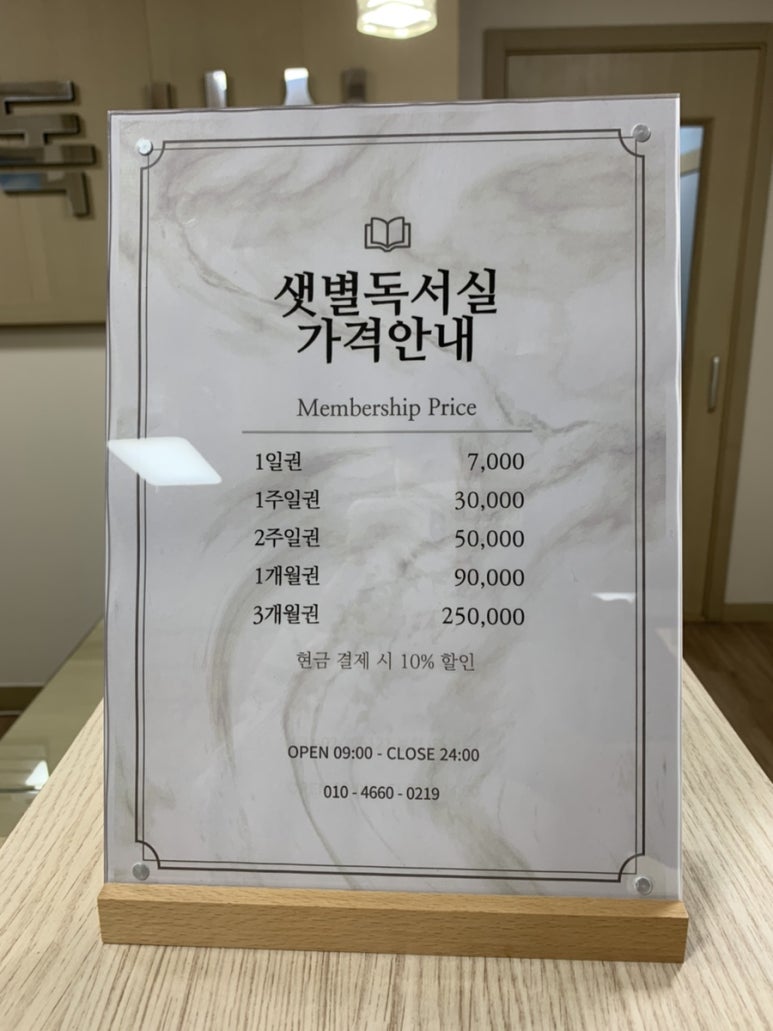 샛별독서실
가격안내
Membership Price
1일권 7,000
1주일권 30,000
2주일권 50,000
1개월권 90,000
3개월권 250,000
현금 결제 시 10% 할인
OPEN 09:00 - CLOSE 24:00
010 - 4660 - 0219